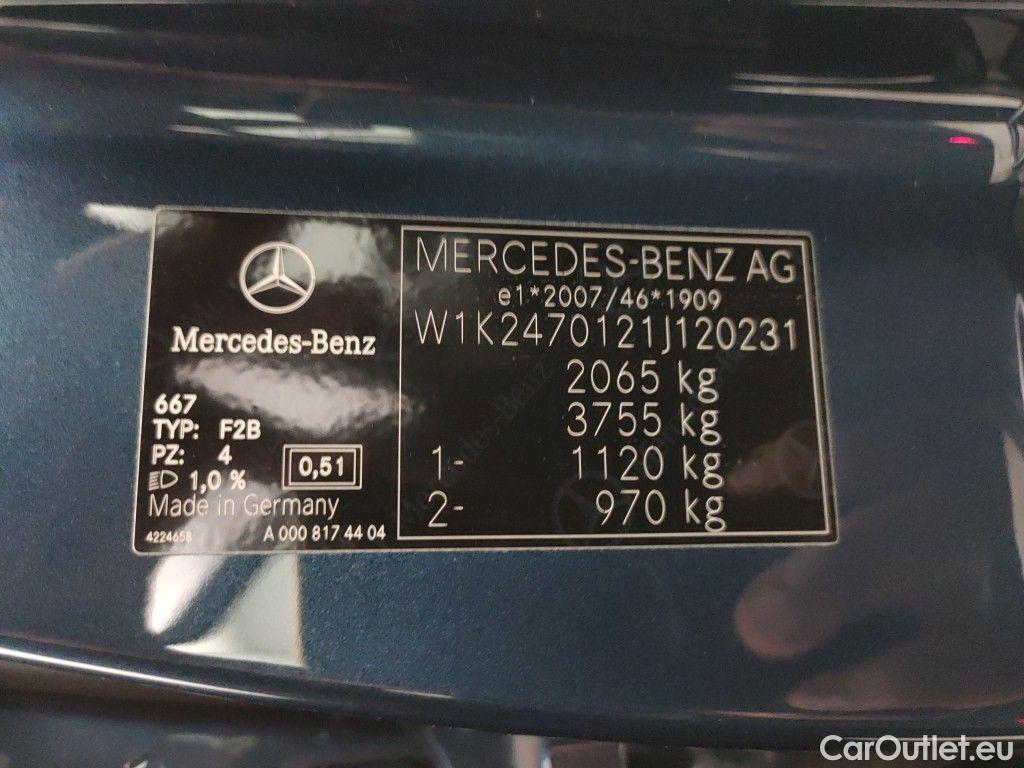 Mercedes-Benz
667
TYP: F2B
PZ: 4
1,0 %
0,51
Made in Germany
4224658
A 000 817 44 04
MERCEDES-BENZ AG
e1*2007/46*1909
W1K2470121J120231
2065 kg
3755 kg
1- 1120 kg
2- 970 kg
CarOutlet.eu